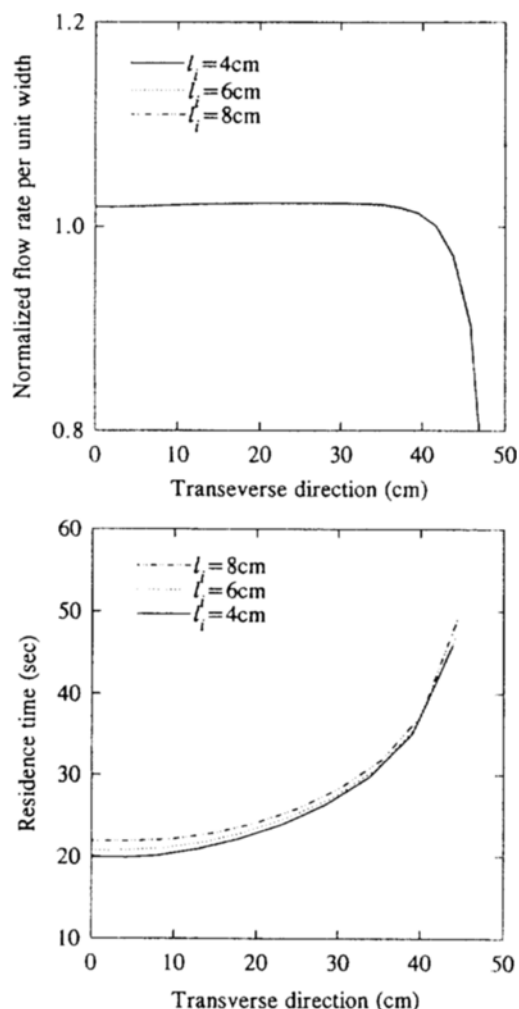 1.2
l_i=4cm
l_i=6cm
l_i=8cm
Normalized flow rate per unit width
1.0
0.8
0 10 20 30 40 50
Transeverse direction (cm)
60
l_i=8cm
l_i=6cm
l_i=4cm
50
40
Residence time (sec)
30
20
10
0 10 20 30 40 50
Transverse direction (cm)